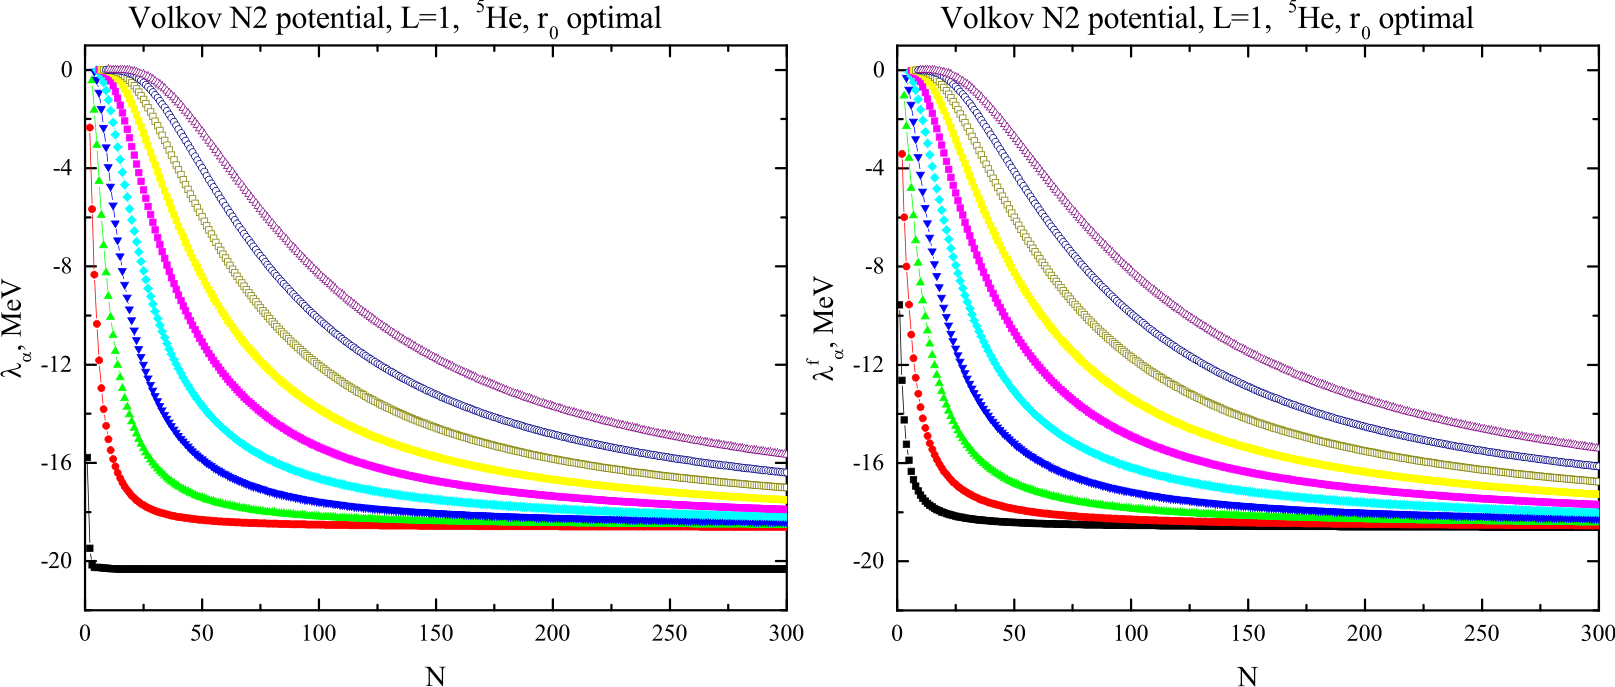 Volkov N2 potential, L=1, ⁵He, r₀ optimal
λα, MeV
0
-4
-8
-12
-16
-20
0 50 100 150 200 250 300
N
Volkov N2 potential, L=1, ⁵He, r₀ optimal
λᶠα, MeV
0
-4
-8
-12
-16
-20
0 50 100 150 200 250 300
N